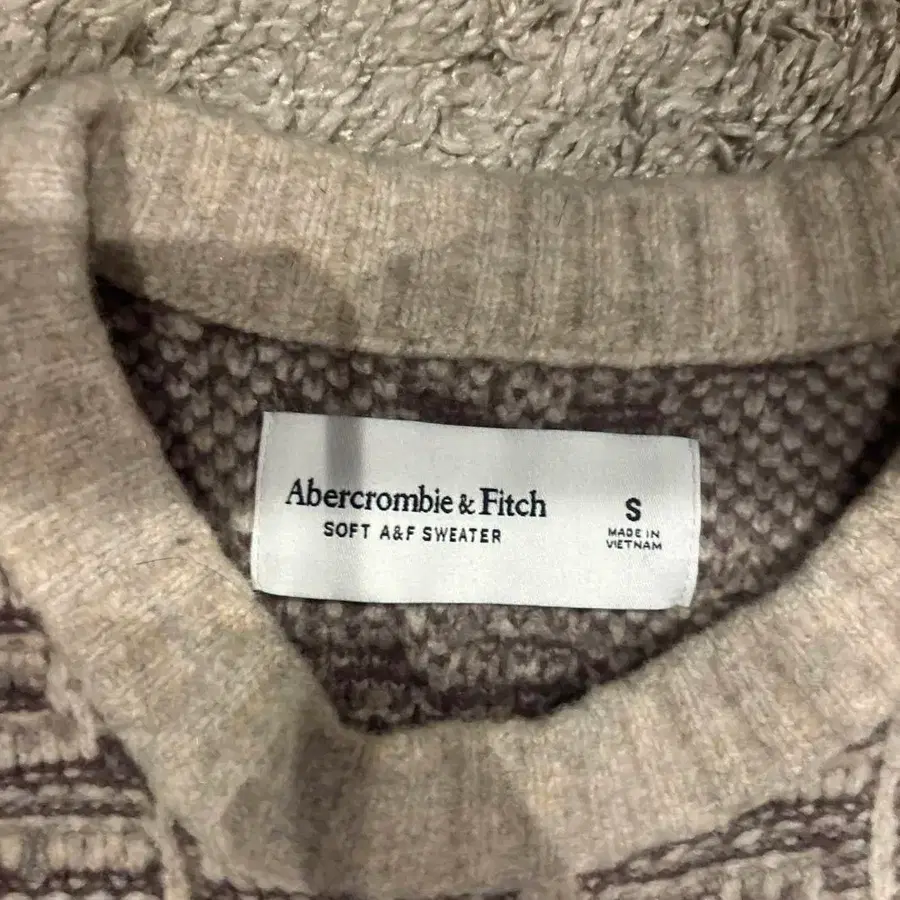 Abercrombie & Fitch
SOFT A&F SWEATER
S
MADE IN
VIETNAM